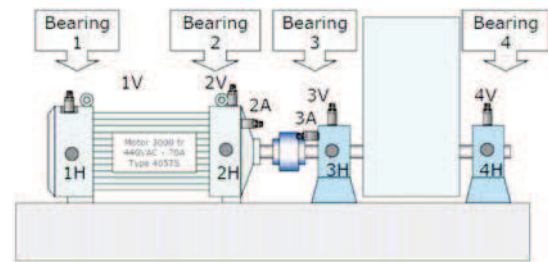 Bearing
1
Bearing
2
Bearing
3
Bearing
4
1V
2V
2A
3V
3A
4V
Motor 3000 tr
440VAC - 70A
Type 405TS
1H
2H
3H
4H